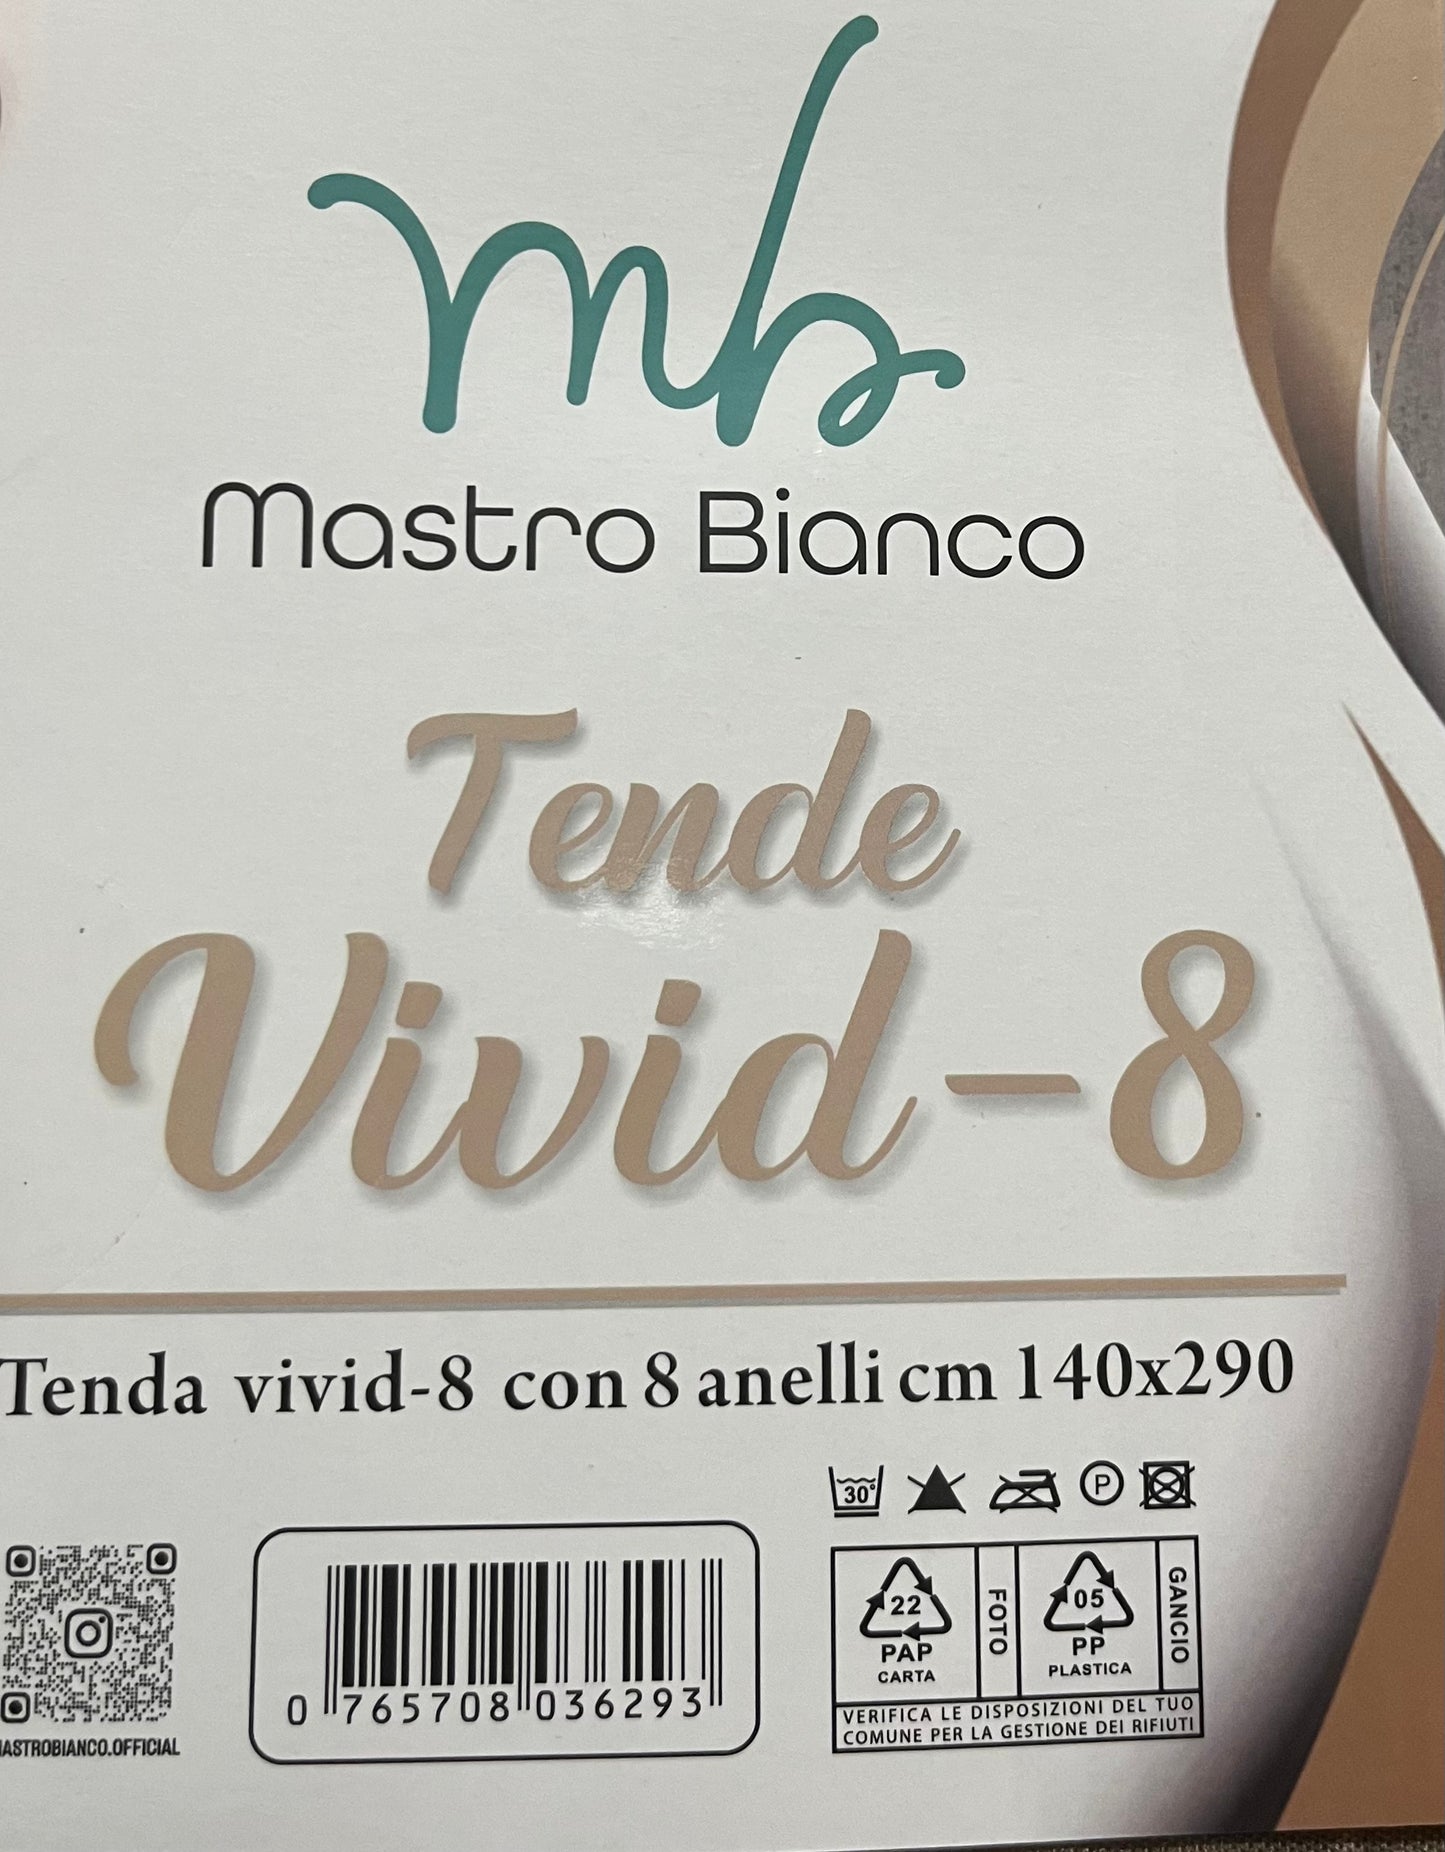 mb
Mastro Bianco
Tende
Vivid-8
Tenda vivid-8 con 8 anelli cm 140x290
30°
P
22
PAP
CARTA
FOTO
05
PP
PLASTICA
GANCIO
VERIFICA LE DISPOSIZIONI DEL TUO
COMUNE PER LA GESTIONE DEI RIFIUTI
0 765708 036293
ASTROBIANCO.OFFICIAL